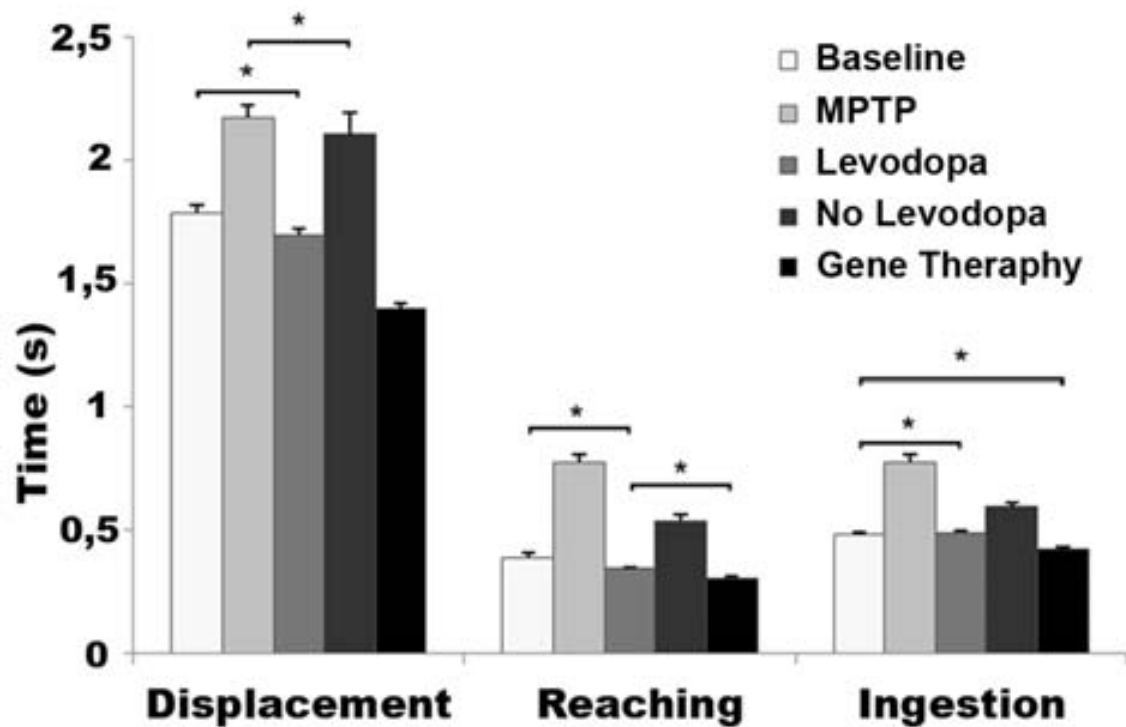 2,5
2
1,5
1
0,5
0
Time (s)
*
*
*
*
*
*
Baseline
MPTP
Levodopa
No Levodopa
Gene Theraphy
Displacement
Reaching
Ingestion